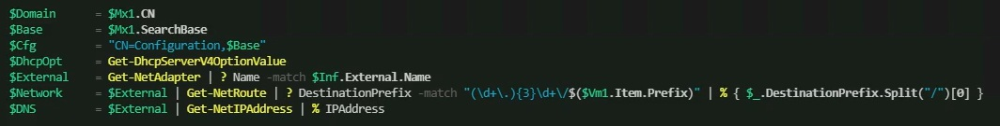 $Domain     = $Mx1.CN
$Base       = $Mx1.SearchBase
$Cfg        = "CN=Configuration,$Base"
$DhcpOpt    = Get-DhcpServerV4OptionValue
$External   = Get-NetAdapter | ? Name -match $Inf.External.Name
$Network    = $External | Get-NetRoute | ? DestinationPrefix -match "(\d+\.){3}\d+\/$($Vm1.Item.Prefix)" | % { $_.DestinationPrefix.Split("/")[0] }
$DNS        = $External | Get-NetIPAddress | % IPAddress